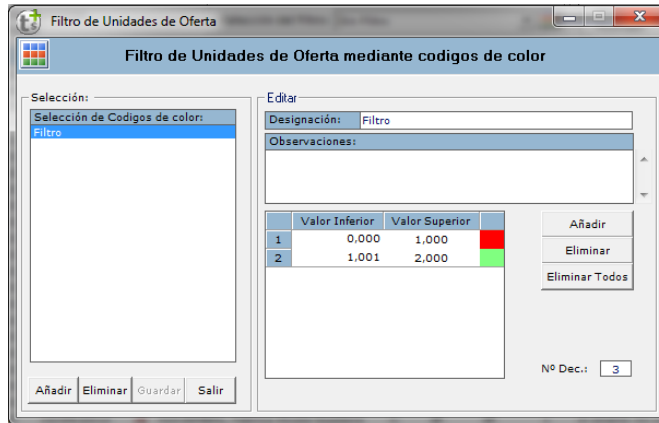 Filtro de Unidades de Oferta
Filtro de Unidades de Oferta mediante codigos de color
Selección:
Selección de Codigos de color:
Filtro
Añadir Eliminar Guardar Salir
Editar
Designación: Filtro
Observaciones:
Valor Inferior Valor Superior
1 0,000 1,000
2 1,001 2,000
Añadir
Eliminar
Eliminar Todos
Nº Dec.: 3